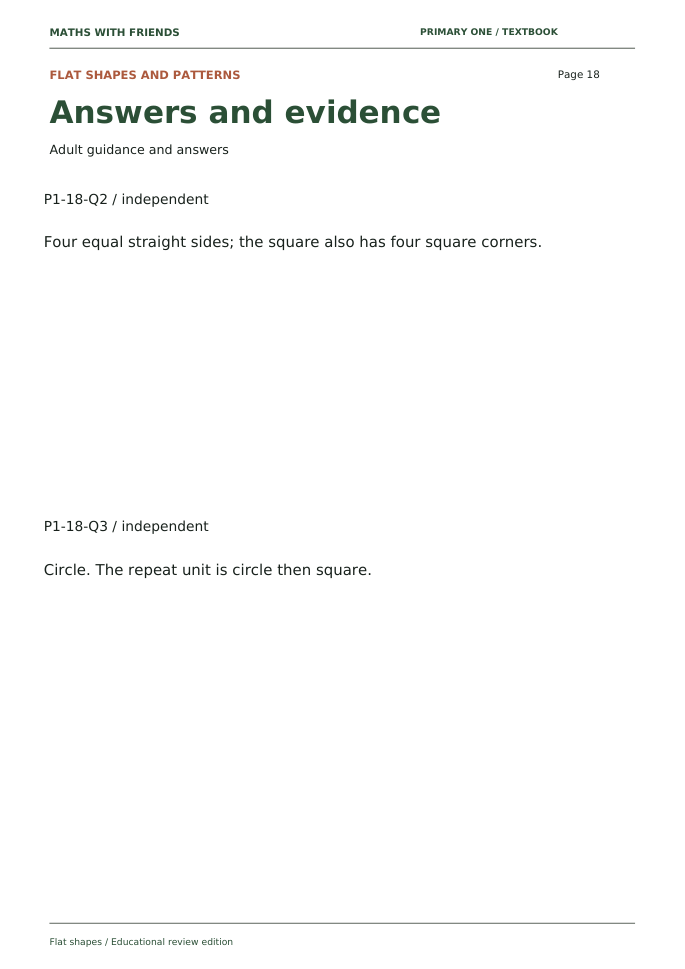 MATHS WITH FRIENDS
PRIMARY ONE / TEXTBOOK
FLAT SHAPES AND PATTERNS
Page 18
Answers and evidence
Adult guidance and answers
P1-18-Q2 / independent
Four equal straight sides; the square also has four square corners.
P1-18-Q3 / independent
Circle. The repeat unit is circle then square.
Flat shapes / Educational review edition